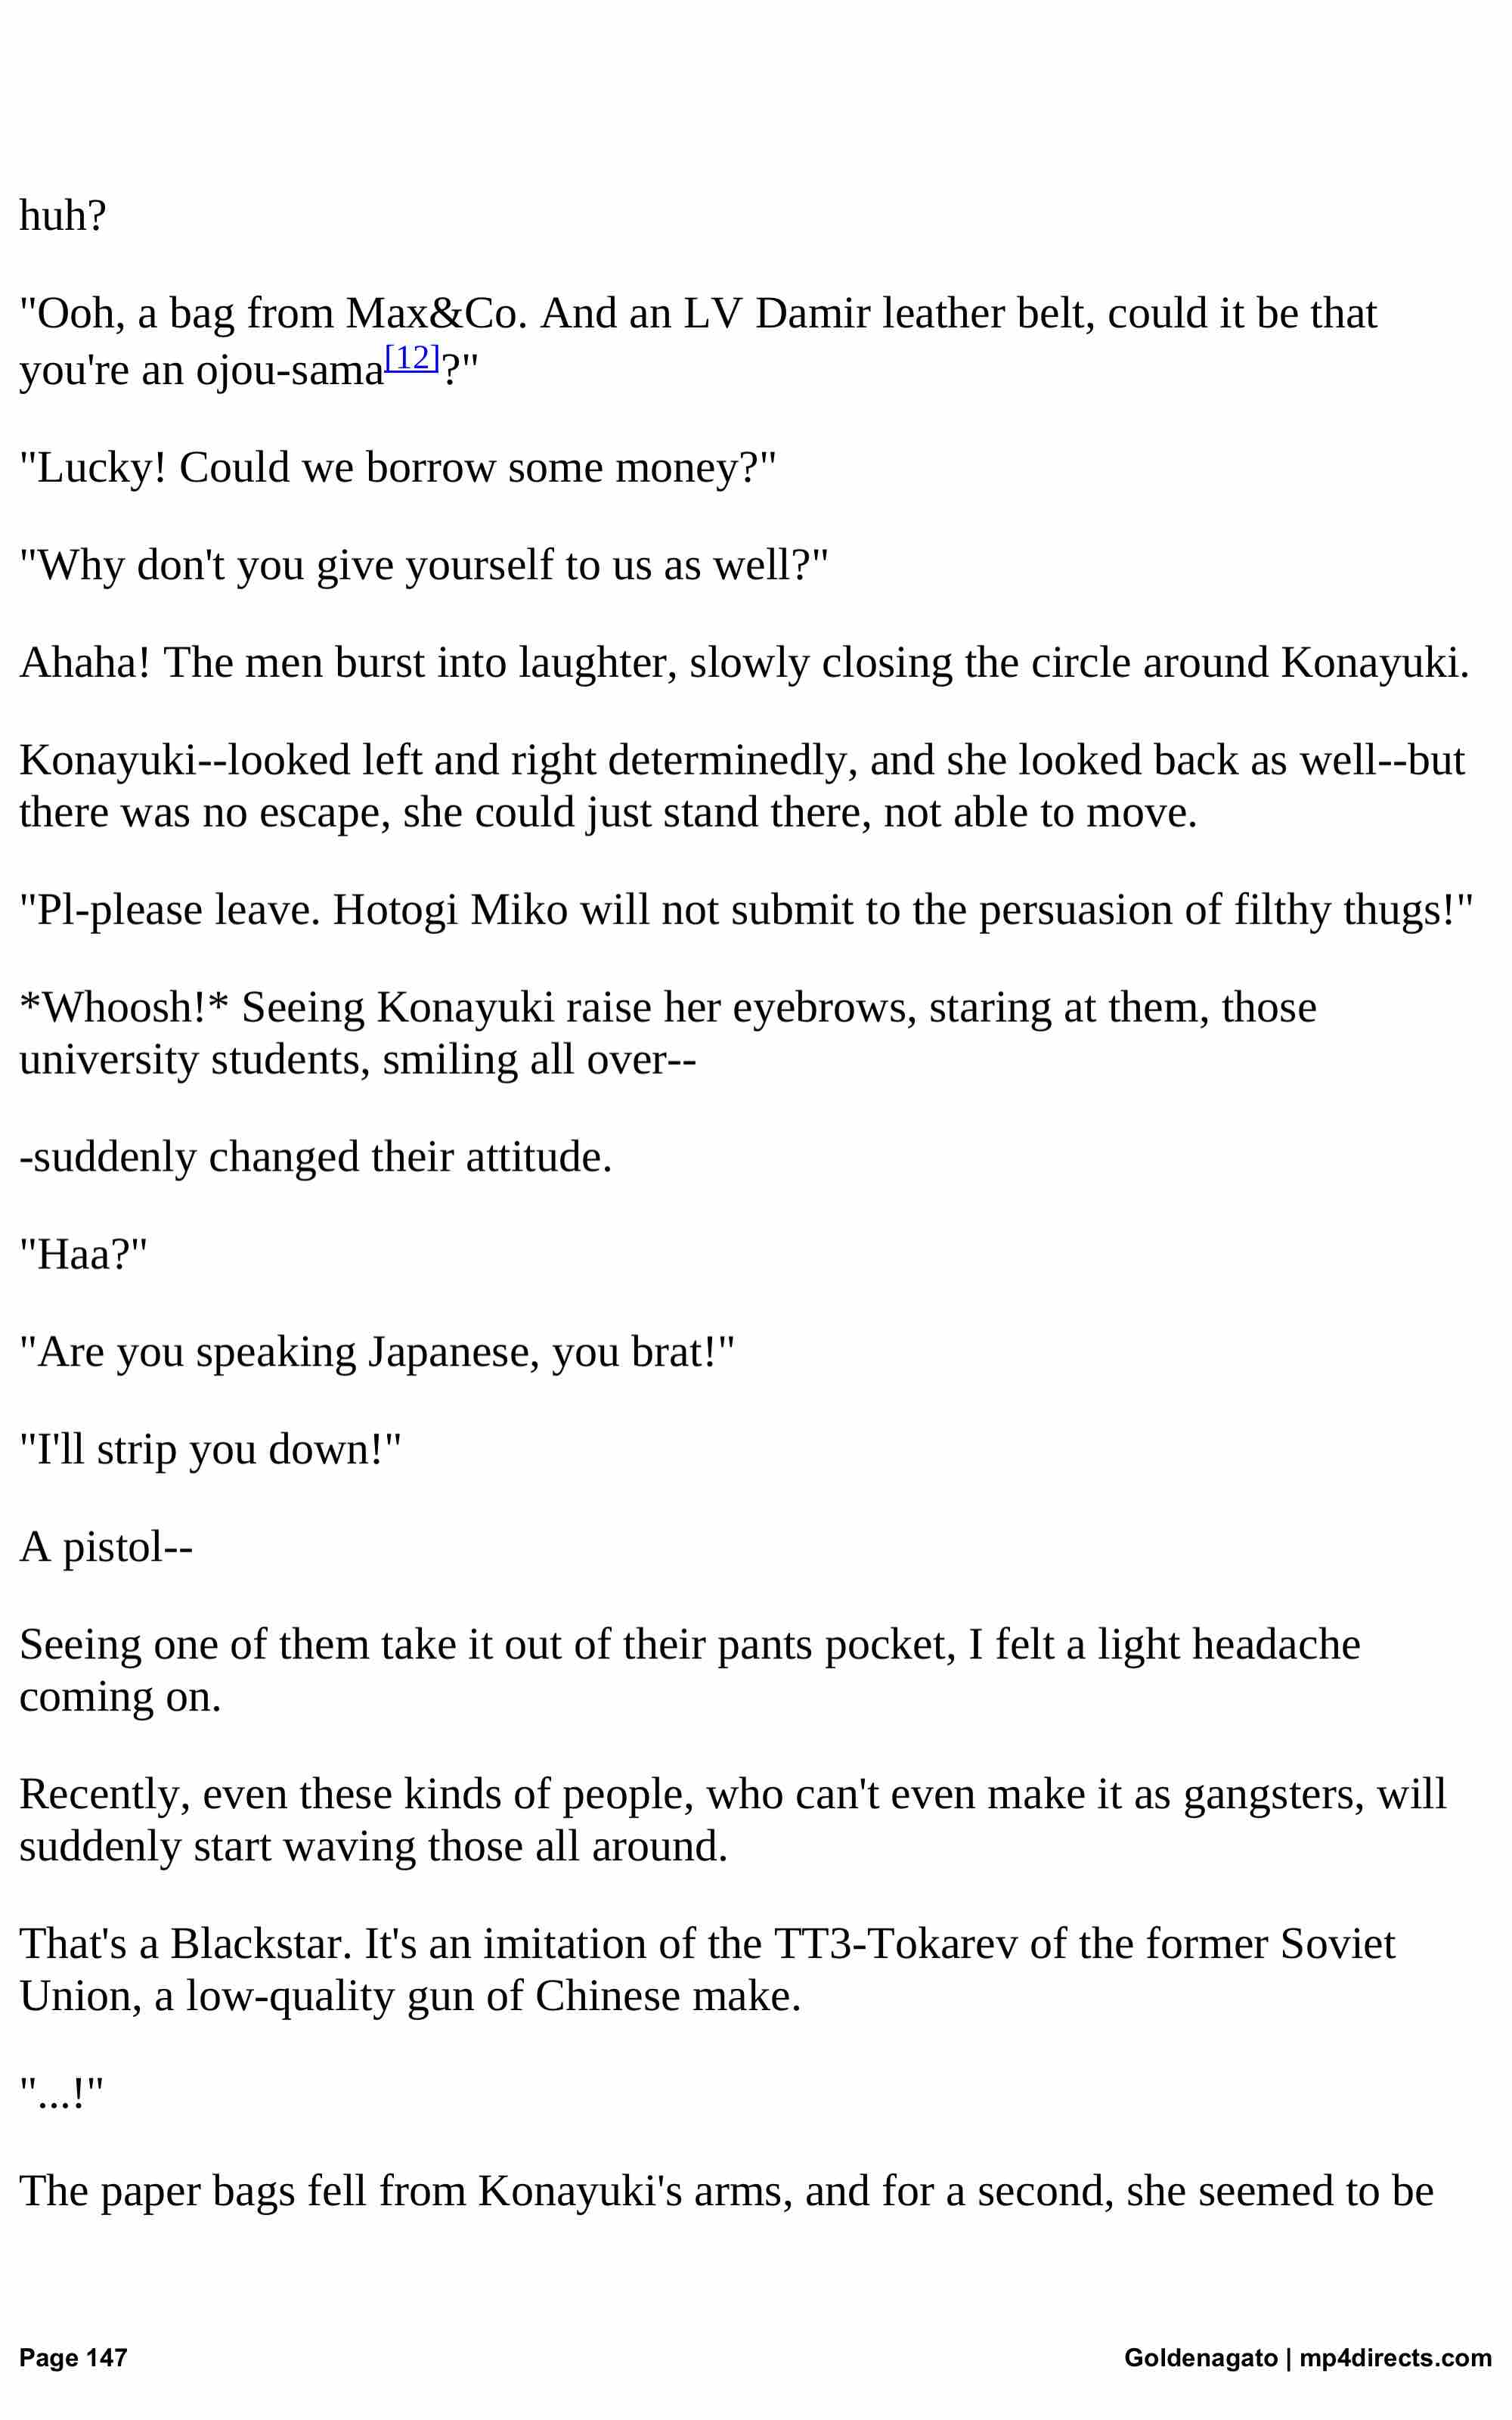 huh?
"Ooh, a bag from Max&Co. And an LV Damir leather belt, could it be that
you're an ojou-sama[12]?"
"Lucky! Could we borrow some money?"
"Why don't you give yourself to us as well?"
Ahaha! The men burst into laughter, slowly closing the circle around Konayuki.
Konayuki--looked left and right determinedly, and she looked back as well--but
there was no escape, she could just stand there, not able to move.
"Pl-please leave. Hotogi Miko will not submit to the persuasion of filthy thugs!"
*Whoosh!* Seeing Konayuki raise her eyebrows, staring at them, those
university students, smiling all over--
-suddenly changed their attitude.
"Haa?"
"Are you speaking Japanese, you brat!"
"I'll strip you down!"
A pistol--
Seeing one of them take it out of their pants pocket, I felt a light headache
coming on.
Recently, even these kinds of people, who can't even make it as gangsters, will
suddenly start waving those all around.
That's a Blackstar. It's an imitation of the TT3-Tokarev of the former Soviet
Union, a low-quality gun of Chinese make.
"...!"
The paper bags fell from Konayuki's arms, and for a second, she seemed to be
Page 147
Goldenagato | mp4directs.com